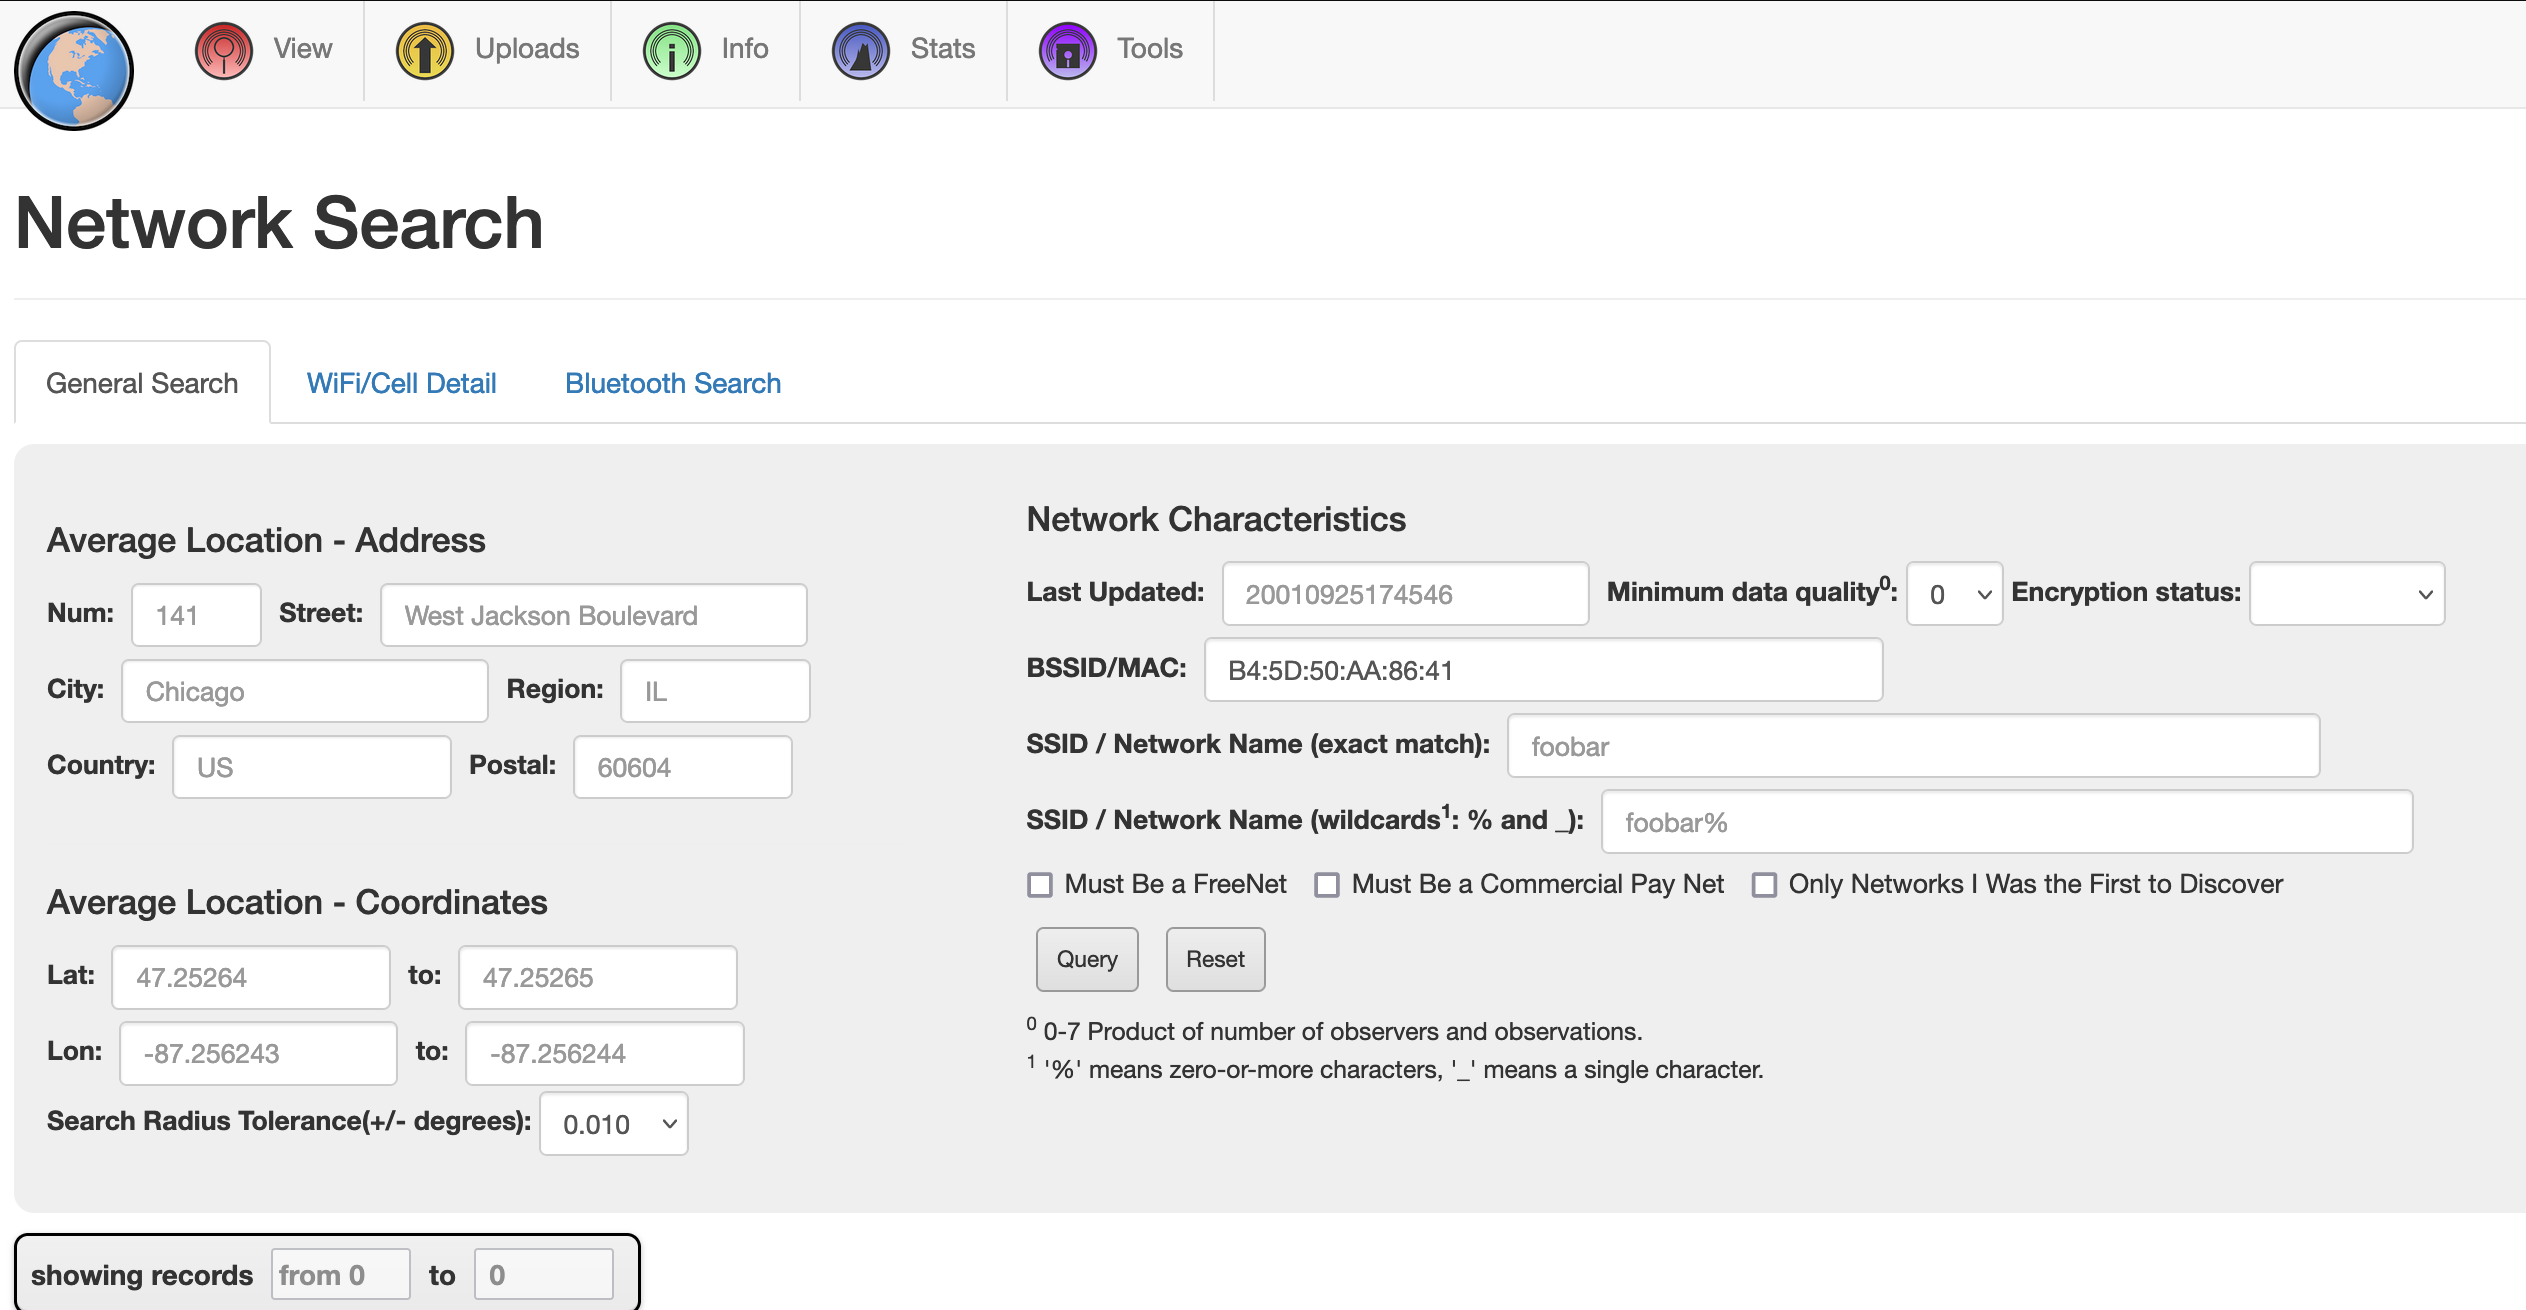 View Uploads Info Stats Tools
Network Search
General Search WiFi/Cell Detail Bluetooth Search
Average Location - Address
Num: 141 Street: West Jackson Boulevard
City: Chicago Region: IL
Country: US Postal: 60604
Average Location - Coordinates
Lat: 47.25264 to: 47.25265
Lon: -87.256243 to: -87.256244
Search Radius Tolerance(+/- degrees): 0.010
Network Characteristics
Last Updated: 20010925174546 Minimum data quality⁰: 0 Encryption status:
BSSID/MAC: B4:5D:50:AA:86:41
SSID / Network Name (exact match): foobar
SSID / Network Name (wildcards¹: % and _): foobar%
Must Be a FreeNet Must Be a Commercial Pay Net Only Networks I Was the First to Discover
Query Reset
⁰ 0-7 Product of number of observers and observations.
¹ '%' means zero-or-more characters, '_' means a single character.
showing records from 0 to 0